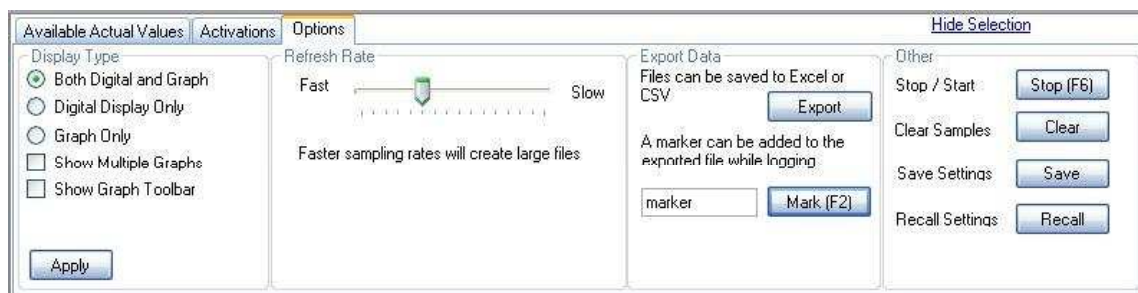 Available Actual Values
Activations
Options
Hide Selection
Display Type
Both Digital and Graph
Digital Display Only
Graph Only
Show Multiple Graphs
Show Graph Toolbar
Apply
Refresh Rate
Fast
Slow
Faster sampling rates will create large files
Export Data
Files can be saved to Excel or
CSV
Export
A marker can be added to the
exported file while logging
marker
Mark (F2)
Other
Stop / Start
Stop (F6)
Clear Samples
Clear
Save Settings
Save
Recall Settings
Recall